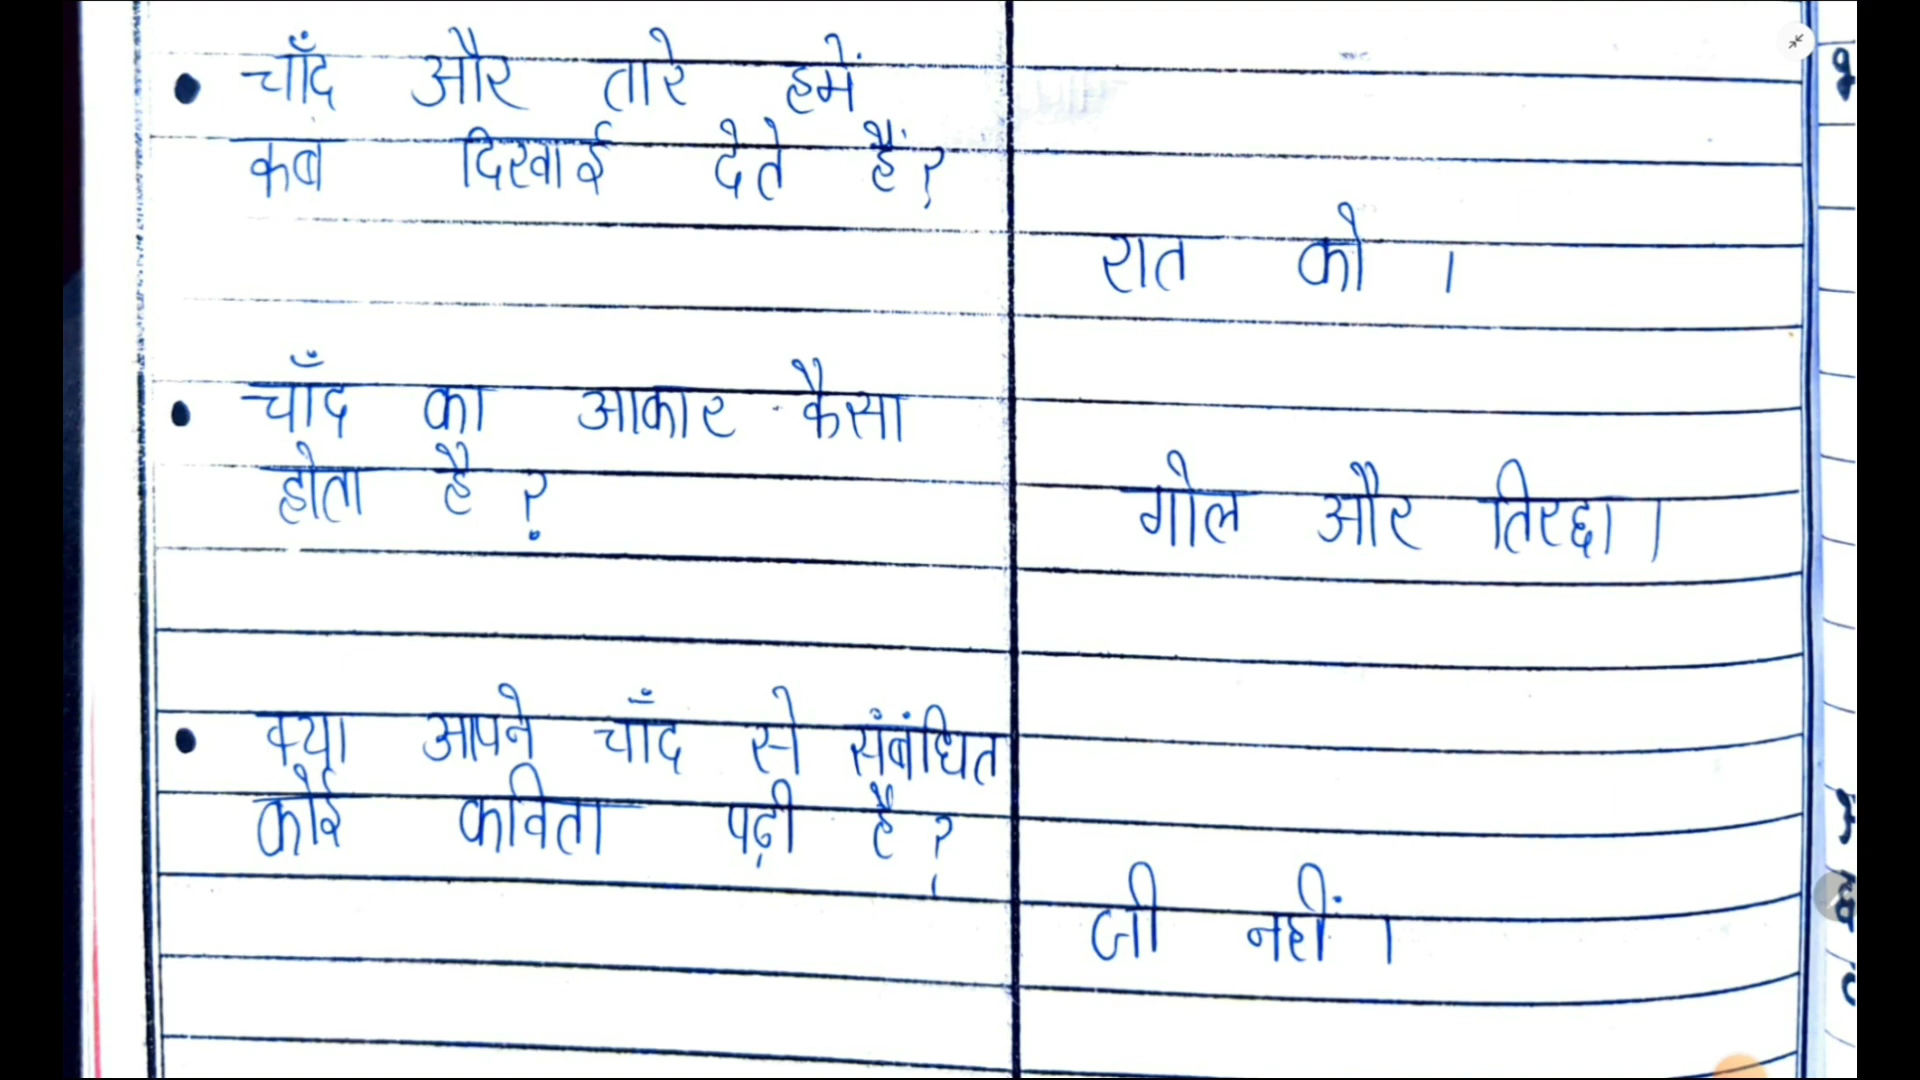 • चाँद और तारे हमें
कब दिखाई देते हैं?
रात को ।
• चाँद का आकार कैसा
होता है ?
गोल और तिरछा ।
• क्या आपने चाँद से संबंधित
कोई कविता पढ़ी है ?
जी नहीं ।